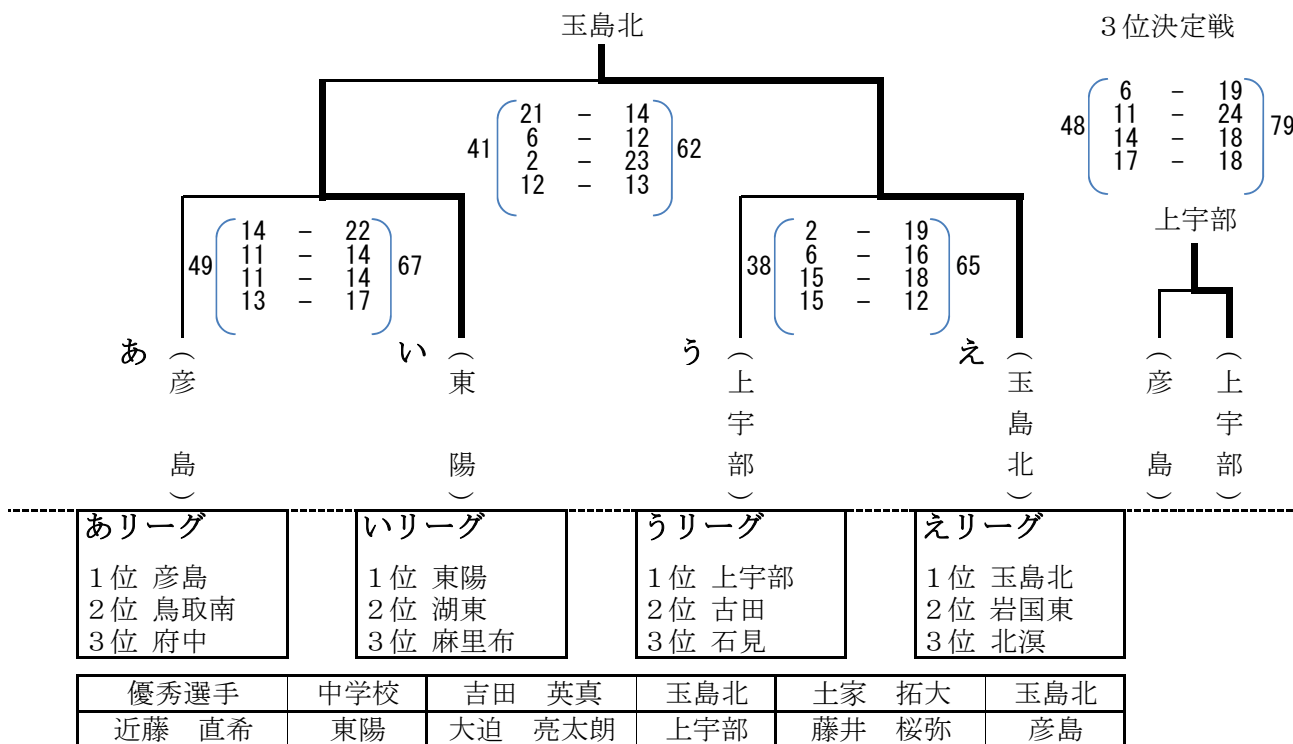 玉島北
３位決定戦
41
21 － 14
6 － 12
2 － 23
12 － 13
62
48
6 － 19
11 － 24
14 － 18
17 － 18
79
49
14 － 22
11 － 14
11 － 14
13 － 17
67
38
2 － 19
6 － 16
15 － 18
15 － 12
65
上宇部
あ
（彦島）
い
（東陽）
う
（上宇部）
え
（玉島北）
（彦島）
（上宇部）
あリーグ
１位 彦島
２位 鳥取南
３位 府中
いリーグ
１位 東陽
２位 湖東
３位 麻里布
うリーグ
１位 上宇部
２位 古田
３位 石見
えリーグ
１位 玉島北
２位 岩国東
３位 北溟
優秀選手 中学校 吉田　英真 玉島北 土家　拓大 玉島北
近藤　直希 東陽 大迫　亮太朗 上宇部 藤井　桜弥 彦島